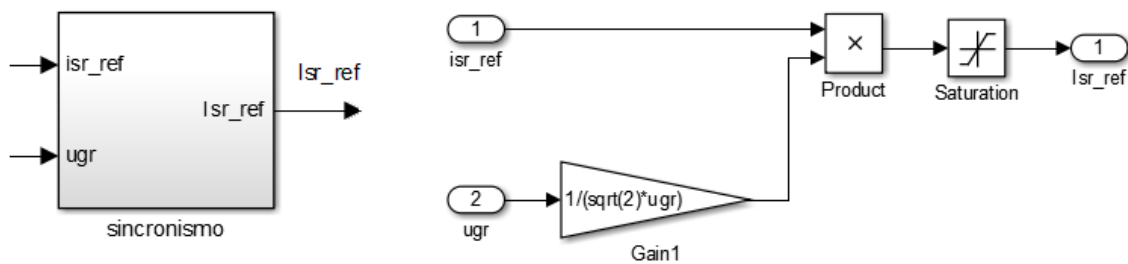 isr_ref
ugr
Isr_ref
Isr_ref
sincronismo
1
isr_ref
2
ugr
1/(sqrt(2)*ugr)
Gain1
×
Product
Saturation
1
Isr_ref